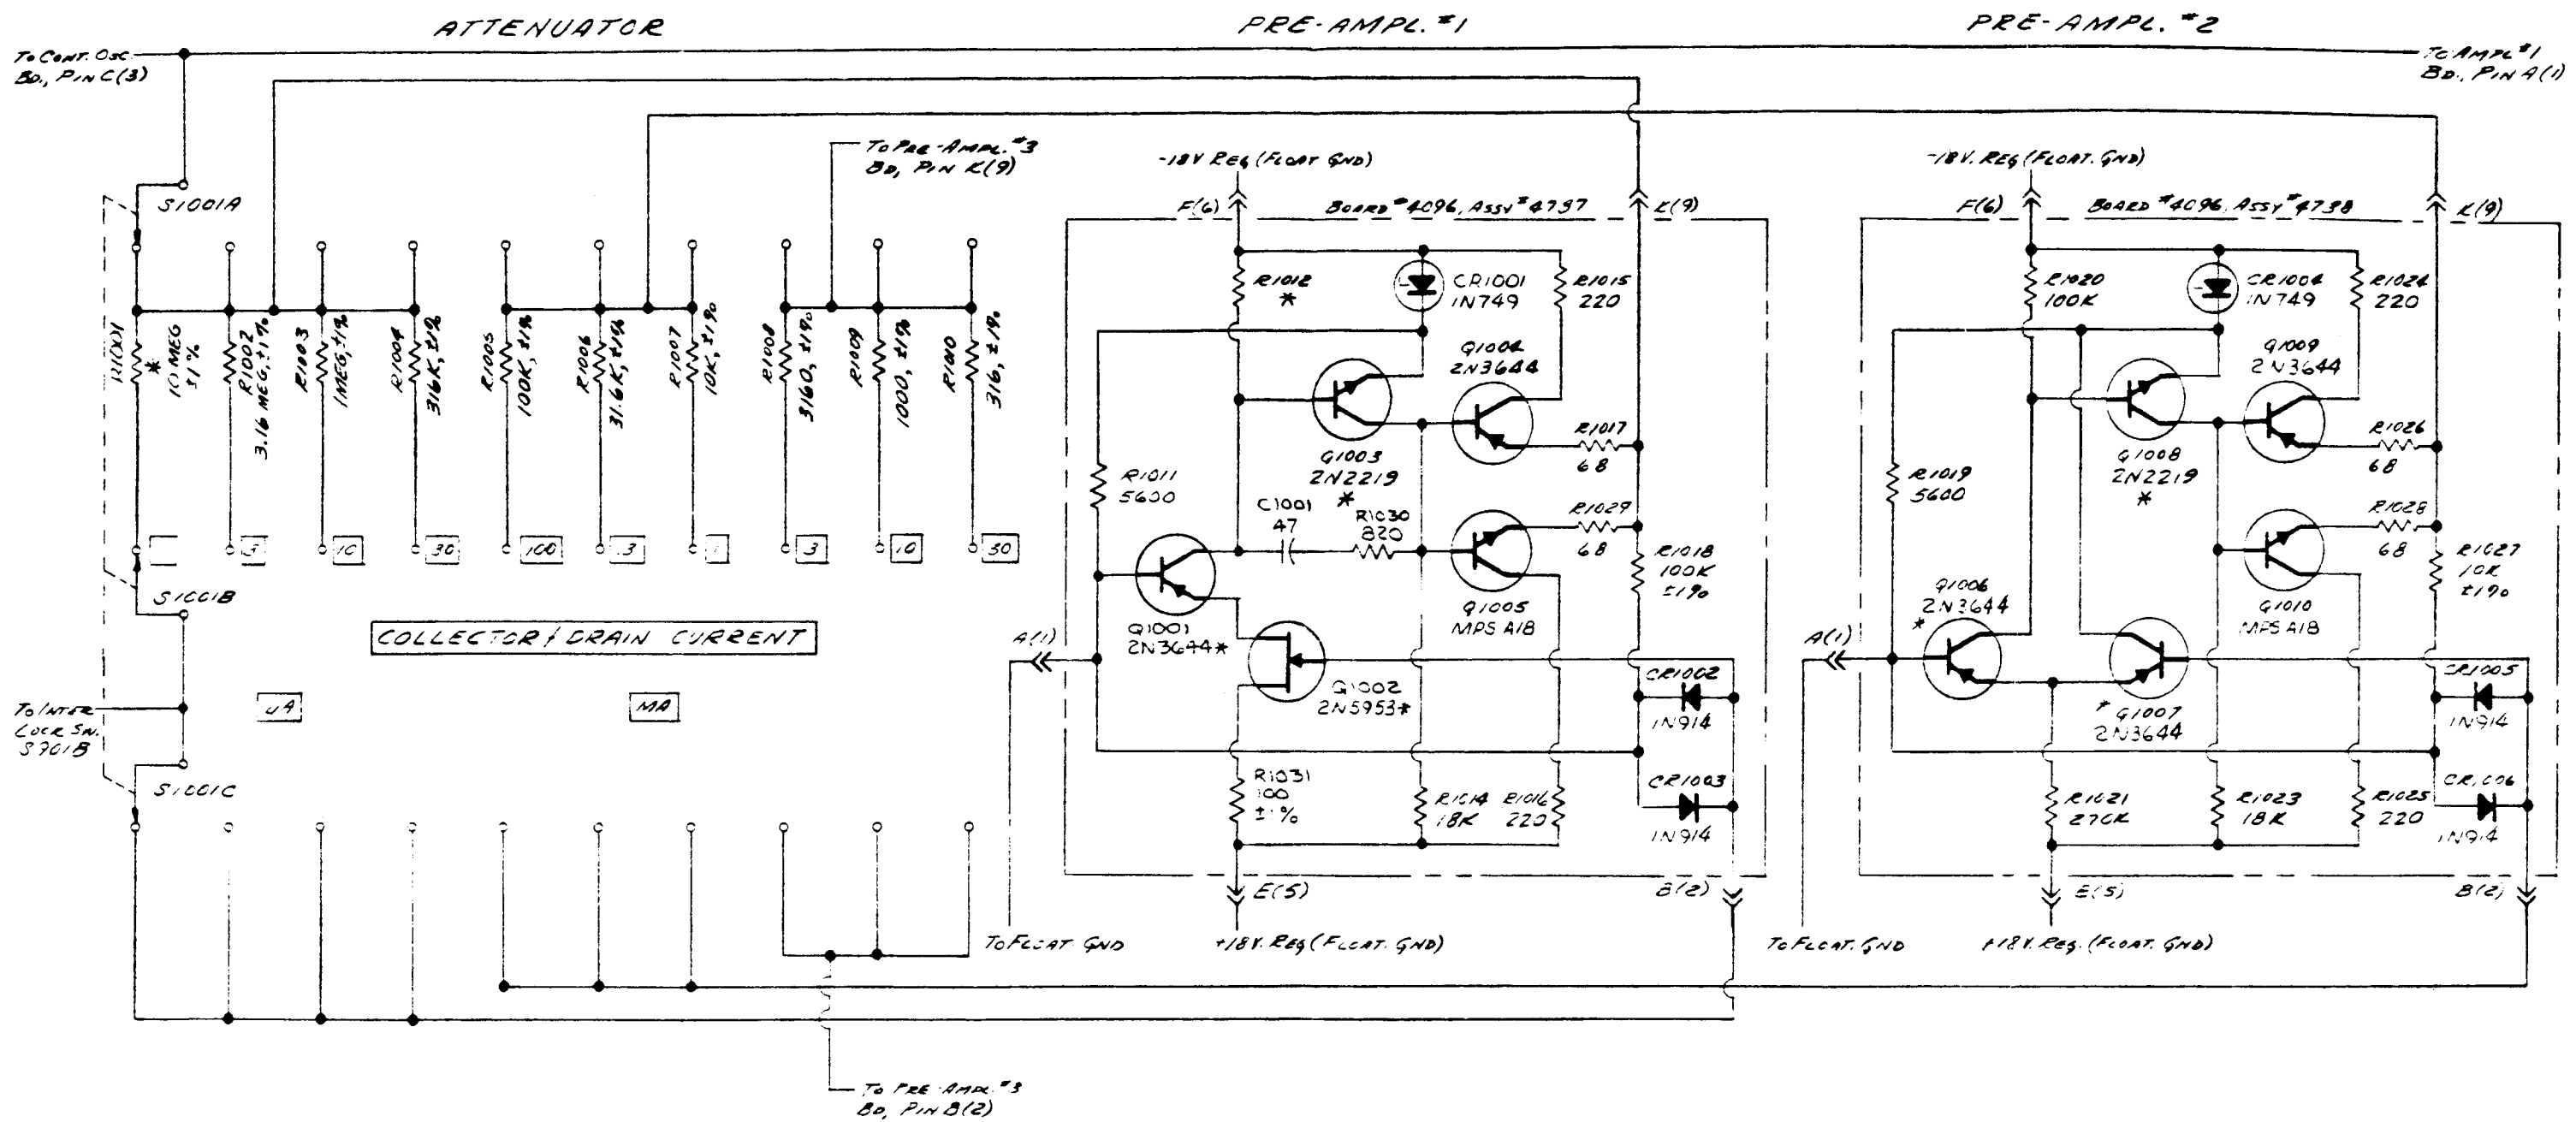 ATTENUATOR
PRE-AMPL. #1
PRE-AMPL. #2
TO CONT. OSC.
BD., PIN C(3)
TO AMPL #1
BD., PIN A(1)
TO PRE-AMPL. #3
BD, PIN K(9)
S1001A
R1001
*
10 MEG
±1%
R1002
3.16 MEG, ±1%
R1003
1MEG, ±1%
R1004
316K, ±1%
R1005
100K, ±1%
R1006
31.6K, ±1%
R1007
10K, ±1%
R1008
3160, ±1%
R1009
1000, ±1%
R1010
316, ±1%
3
10
30
100
.3
1
3
10
30
S1001B
COLLECTOR / DRAIN CURRENT
TO INTER
LOCK SW.
S901B
uA
MA
S1001C
TO PRE-AMPL. #3
BD, PIN B(2)
-18V REG (FLOAT GND)
F(6)
BOARD #4096, ASSY #4737
K(9)
R1012
*
CR1001
1N749
R1015
220
Q1004
2N3644
R1017
68
Q1003
2N2219
*
R1011
5600
C1001
47
R1030
820
R1029
68
R1018
100K
±1%
Q1001
2N3644*
Q1005
MPS A18
A(1)
Q1002
2N5953*
CR1002
1N914
R1031
100
±1%
R1014
18K
R1016
220
CR1003
1N914
E(5)
B(2)
TO FLOAT. GND
+18V. REG (FLOAT. GND)
-18V. REG (FLOAT. GND)
F(6)
BOARD #4096, ASSY #4738
K(9)
R1020
100K
CR1004
1N749
R1024
220
Q1009
2N3644
R1026
68
Q1008
2N2219
*
R1019
5600
R1028
68
R1027
10K
±1%
Q1006
2N3644
*
Q1010
MPS A18
A(1)
* Q1007
2N3644
CR1005
1N914
R1021
270K
R1023
18K
R1025
220
CR1006
1N914
E(5)
B(2)
TO FLOAT. GND
+18V. REG. (FLOAT. GND)